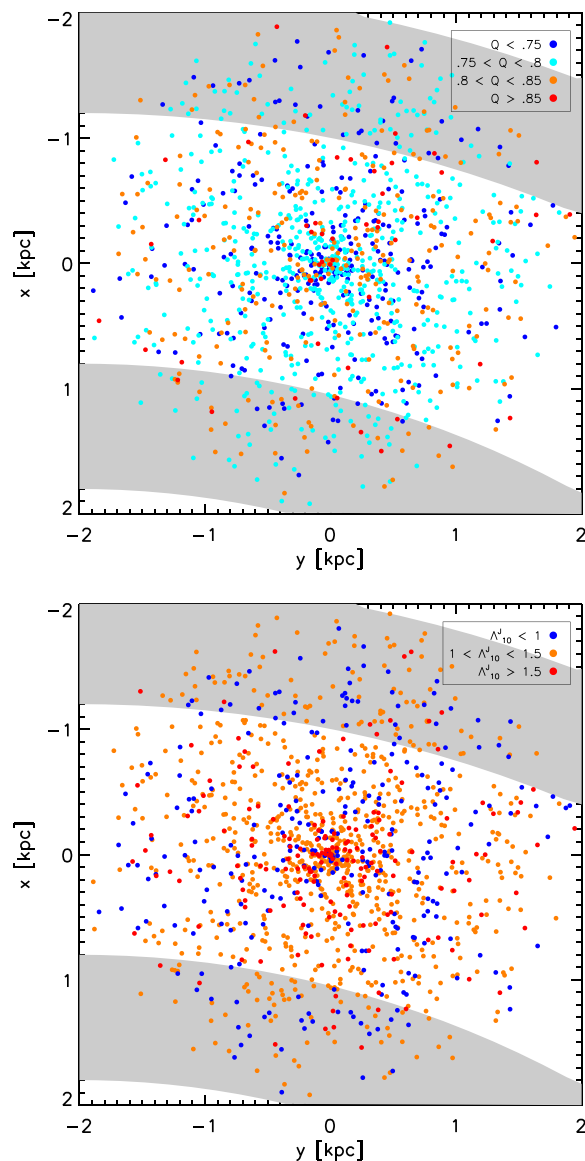 −2
−1
0
1
2
x [kpc]
−2 −1 0 1 2
y [kpc]
Q < .75
.75 < Q < .8
.8 < Q < .85
Q > .85
−2
−1
0
1
2
x [kpc]
−2 −1 0 1 2
y [kpc]
Λ^J_10 < 1
1 < Λ^J_10 < 1.5
Λ^J_10 > 1.5